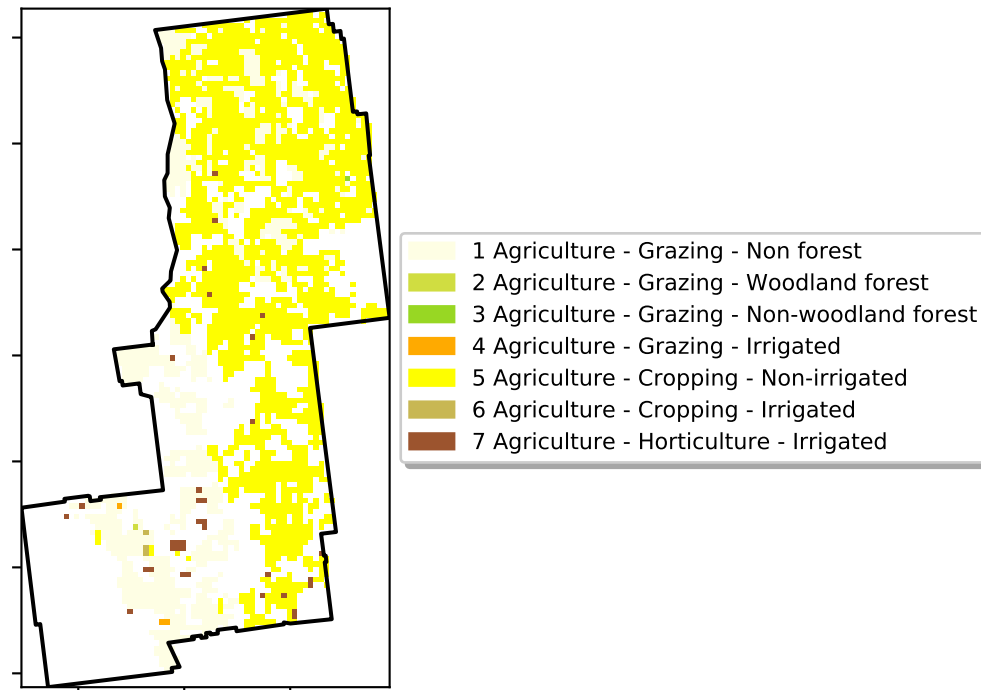 1 Agriculture - Grazing - Non forest
2 Agriculture - Grazing - Woodland forest
3 Agriculture - Grazing - Non-woodland forest
4 Agriculture - Grazing - Irrigated
5 Agriculture - Cropping - Non-irrigated
6 Agriculture - Cropping - Irrigated
7 Agriculture - Horticulture - Irrigated